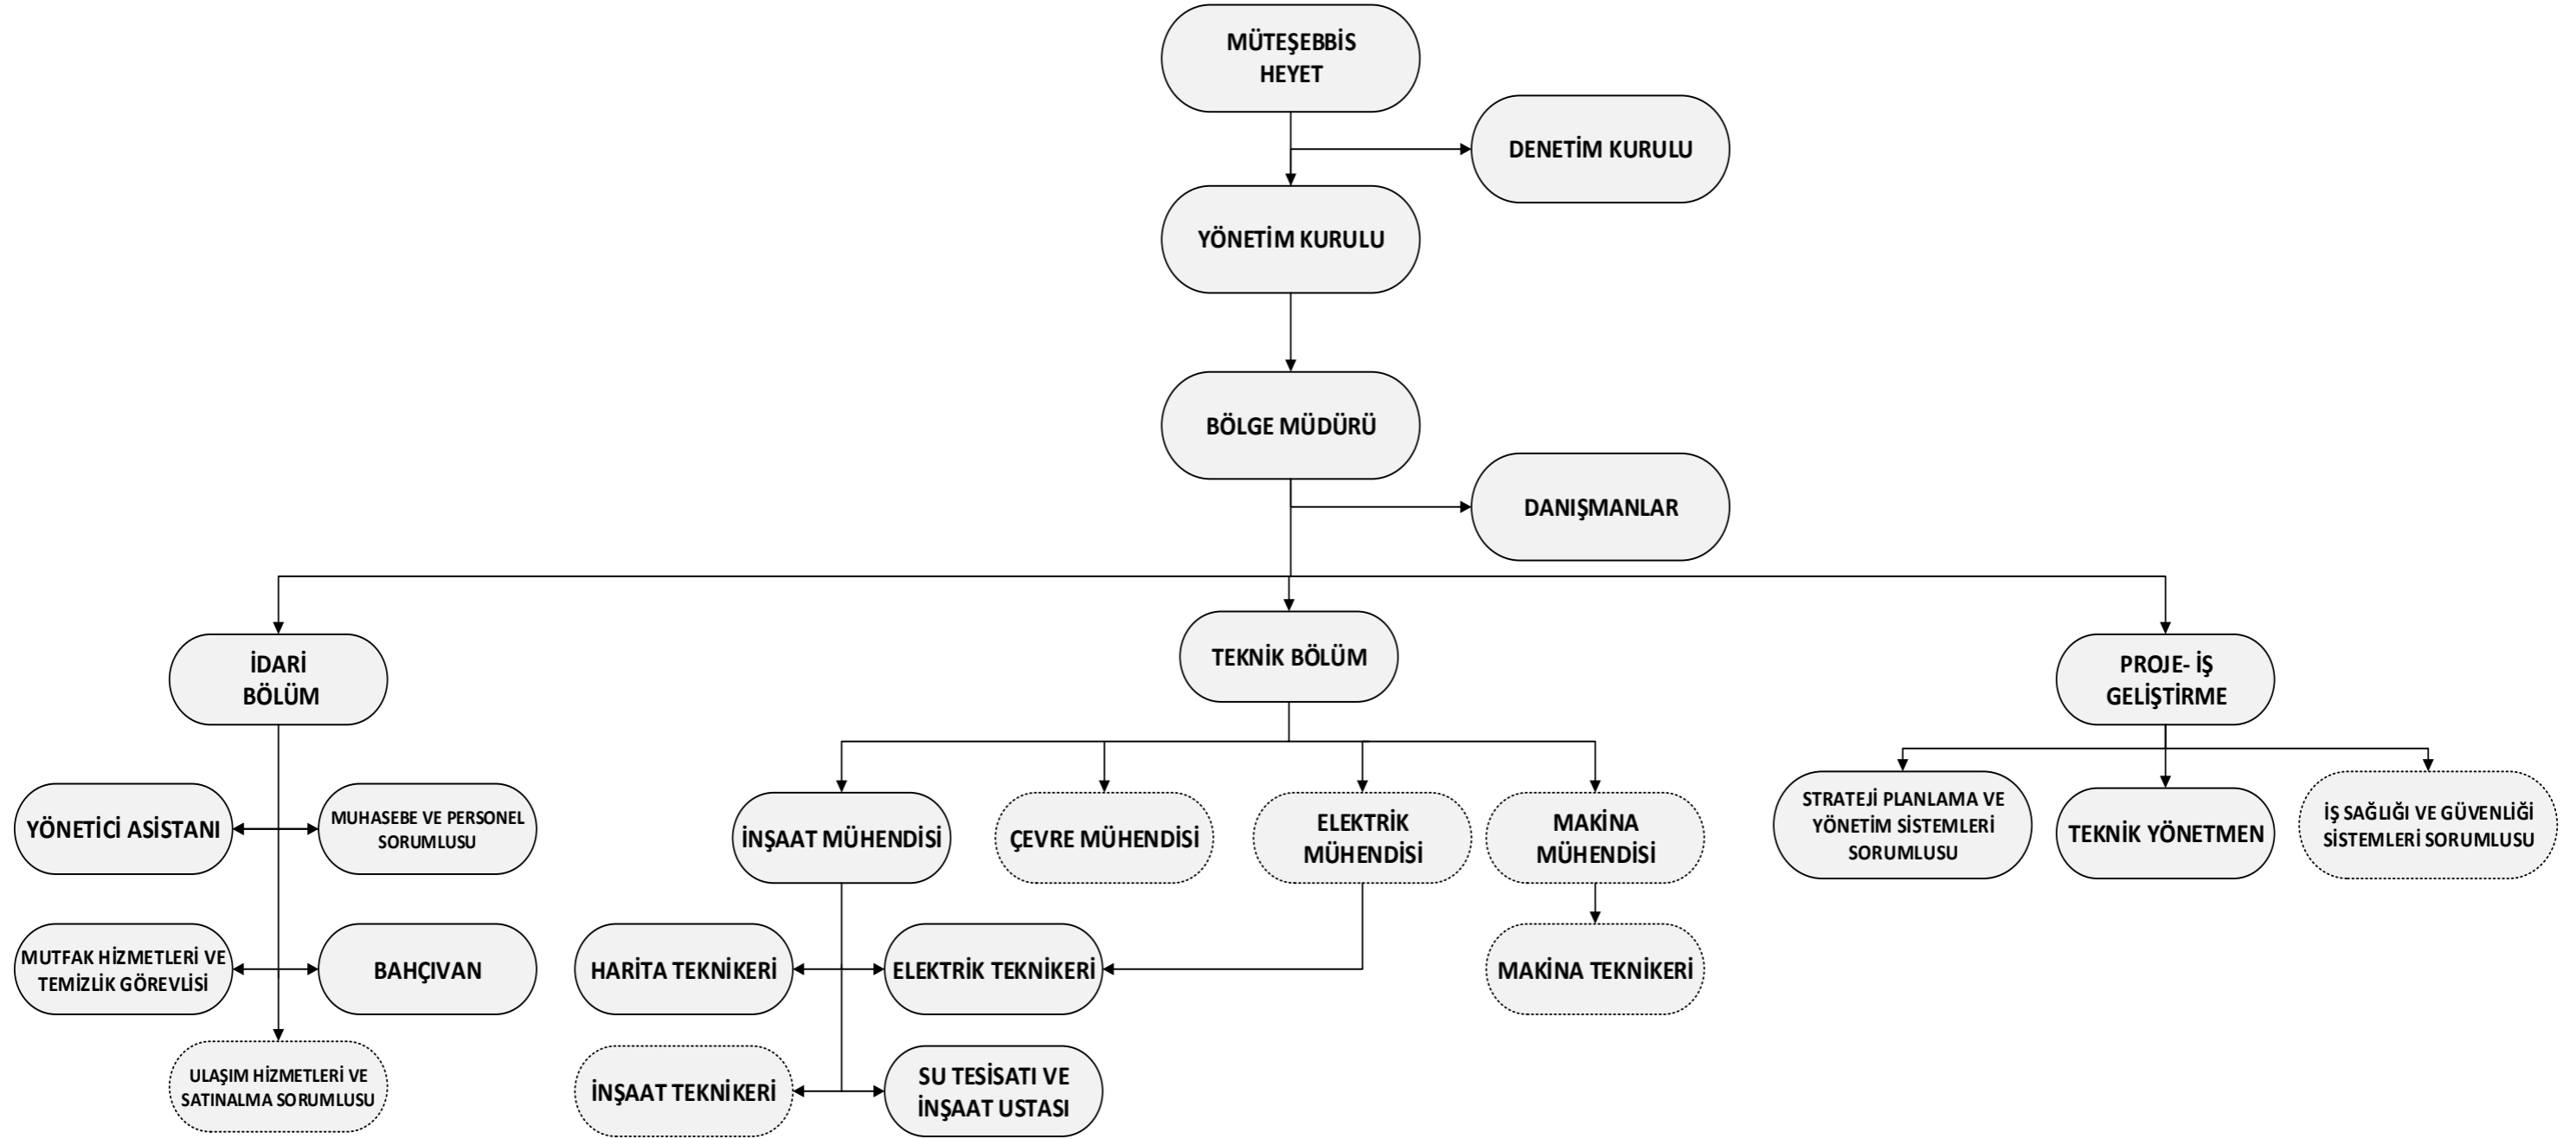 MÜTEŞEBBİS
HEYET
DENETİM KURULU
YÖNETİM KURULU
BÖLGE MÜDÜRÜ
DANIŞMANLAR
İDARİ
BÖLÜM
TEKNİK BÖLÜM
PROJE- İŞ
GELİŞTİRME
YÖNETİCİ ASİSTANI
MUHASEBE VE PERSONEL
SORUMLUSU
İNŞAAT MÜHENDİSİ
ÇEVRE MÜHENDİSİ
ELEKTRİK
MÜHENDİSİ
MAKİNA
MÜHENDİSİ
STRATEJİ PLANLAMA VE
YÖNETİM SİSTEMLERİ
SORUMLUSU
TEKNİK YÖNETMEN
İŞ SAĞLIĞI VE GÜVENLİĞİ
SİSTEMLERİ SORUMLUSU
MUTFAK HİZMETLERİ VE
TEMİZLİK GÖREVLİSİ
BAHÇIVAN
HARİTA TEKNİKERİ
ELEKTRİK TEKNİKERİ
MAKİNA TEKNİKERİ
ULAŞIM HİZMETLERİ VE
SATINALMA SORUMLUSU
İNŞAAT TEKNİKERİ
SU TESİSATI VE
İNŞAAT USTASI